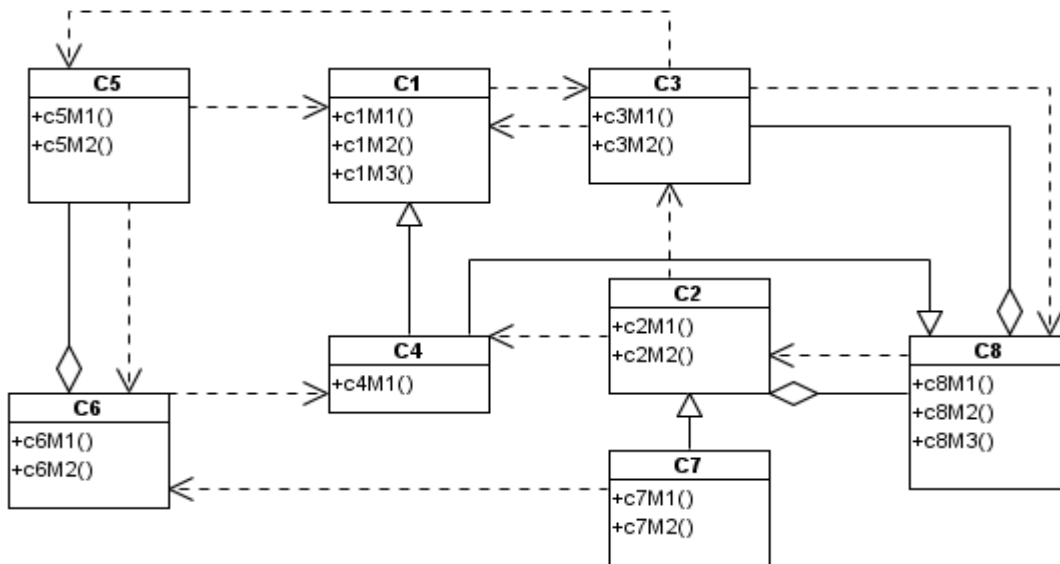 C5
+c5M1()
+c5M2()
C1
+c1M1()
+c1M2()
+c1M3()
C3
+c3M1()
+c3M2()
C2
+c2M1()
+c2M2()
C4
+c4M1()
C8
+c8M1()
+c8M2()
+c8M3()
C6
+c6M1()
+c6M2()
C7
+c7M1()
+c7M2()